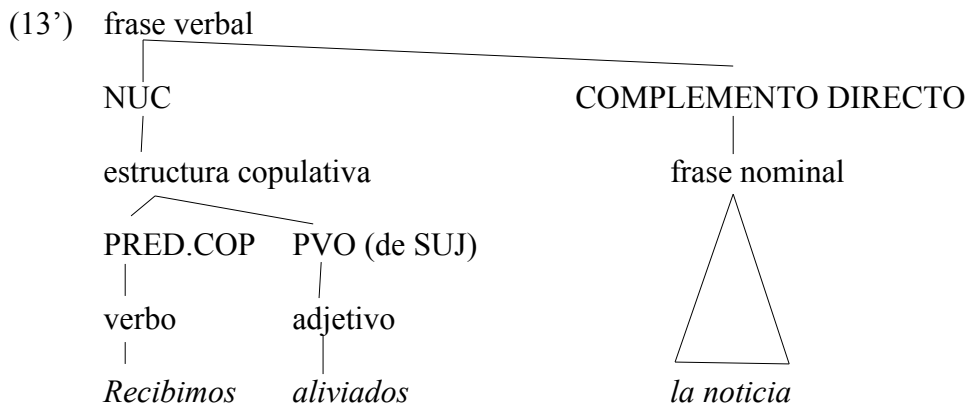 (13’) frase verbal
NUC COMPLEMENTO DIRECTO
estructura copulativa frase nominal
PRED.COP PVO (de SUJ)
verbo adjetivo
Recibimos aliviados la noticia